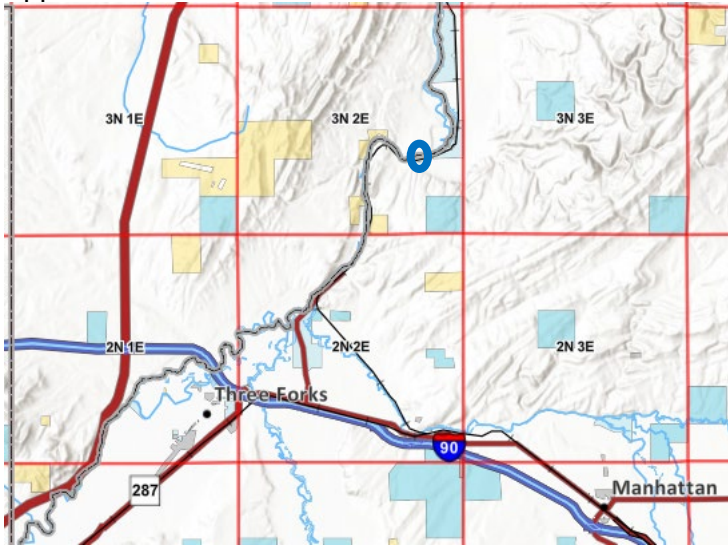 3N 1E
3N 2E
3N 3E
2N 1E
2N 2E
2N 3E
Three Forks
90
287
Manhattan